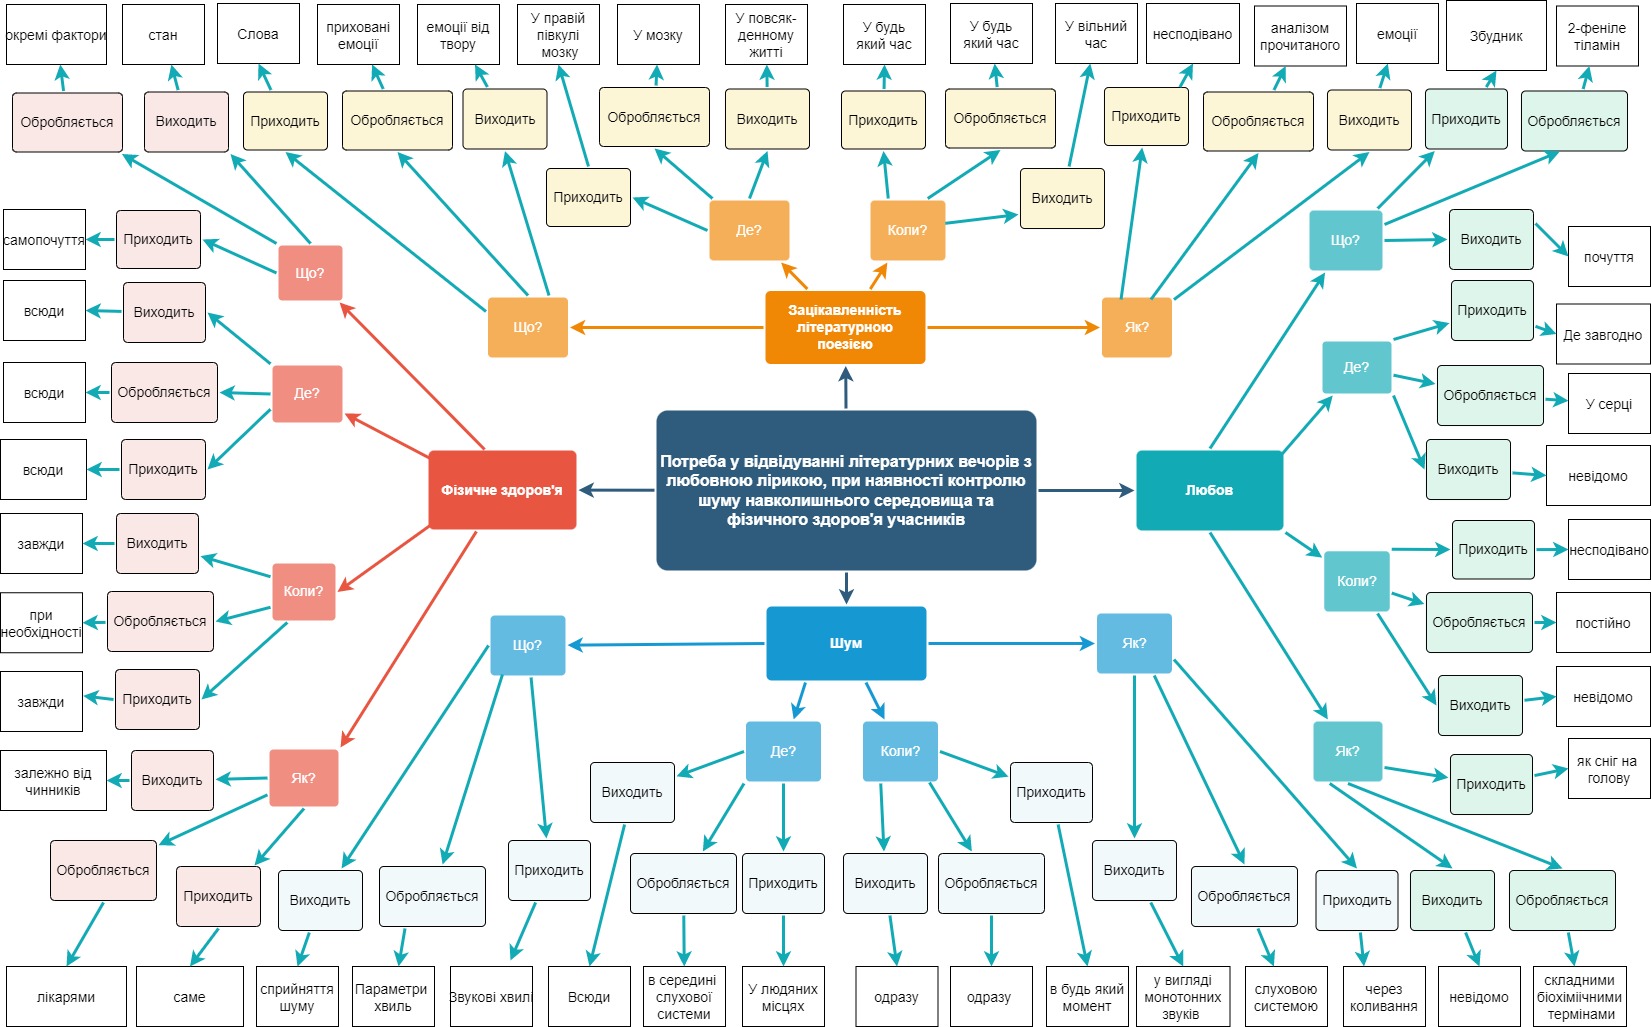 окремі фактори
стан
Слова
приховані
емоції
емоції від
твору
У правій
півкулі
мозку
У мозку
У повсяк-
денному
житті
У будь
який час
У будь
який час
У вільний
час
несподівано
аналізом
прочитаного
емоції
Збудник
2-феніле
тіламін
Обробляється
Виходить
Приходить
Обробляється
Виходить
Обробляється
Виходить
Приходить
Обробляється
Приходить
Обробляється
Виходить
Приходить
Обробляється
Приходить
Виходить
самопочуття
Приходить
Що?
Де?
Коли?
Що?
Виходить
почуття
всюди
Виходить
Що?
Зацікавленність
літературною
поезією
Як?
Приходить
Де завгодно
всюди
Обробляється
Де?
Де?
Обробляється
У серці
всюди
Приходить
Виходить
невідомо
Фізичне здоров'я
Потреба у відвідуванні літературних вечорів з
любовною лірикою, при наявності контролю
шуму навколишнього середовища та
фізичного здоров'я учасників
Любов
завжди
Виходить
Приходить
несподівано
Коли?
Коли?
при
необхідності
Обробляється
Обробляється
постійно
Що?
Шум
Як?
завжди
Приходить
Виходить
невідомо
залежно від
чинників
Виходить
Як?
Де?
Коли?
Як?
Приходить
як сніг на
голову
Виходить
Приходить
Обробляється
Приходить
Виходить
Обробляється
Приходить
Обробляється
Приходить
Виходить
Обробляється
Виходить
Обробляється
Приходить
Виходить
Обробляється
лікарями
саме
сприйняття
шуму
Параметри
хвиль
Звукові хвилі
Всюди
в середині
слухової
системи
У людяних
місцях
одразу
одразу
в будь який
момент
у вигляді
монотонних
звуків
слуховою
системою
через
коливання
невідомо
складними
біохіміічними
термінами